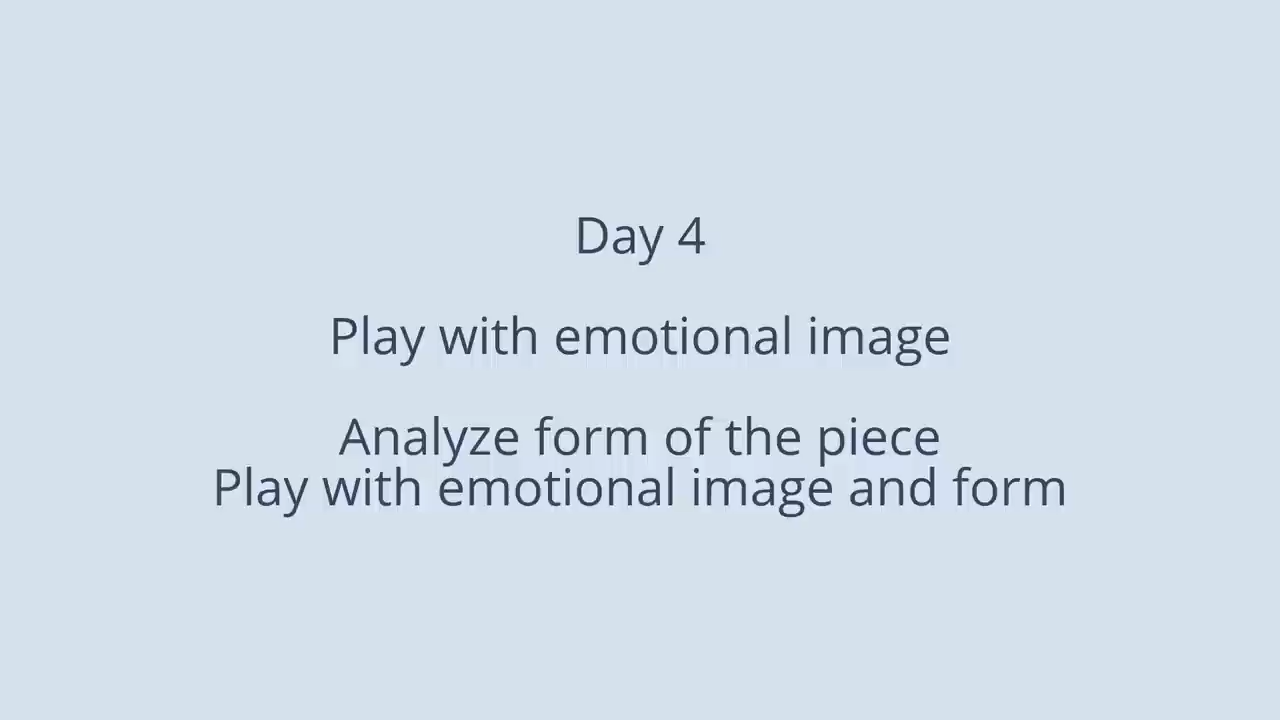 Day 4
Play with emotional image
Analyze form of the piece
Play with emotional image and form